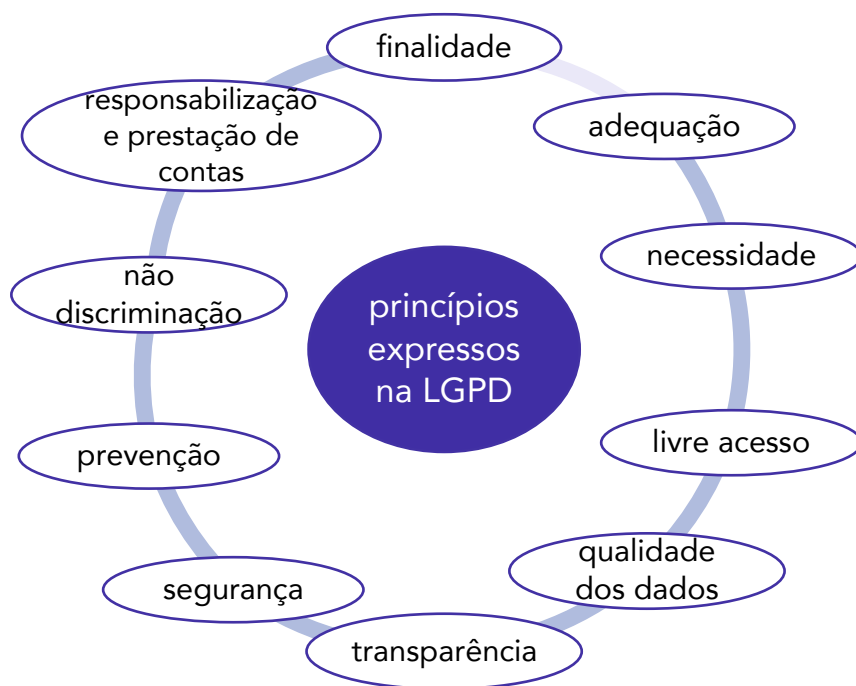 finalidade
adequação
necessidade
livre acesso
qualidade
dos dados
transparência
segurança
prevenção
não
discriminação
responsabilização
e prestação de
contas
princípios
expressos
na LGPD